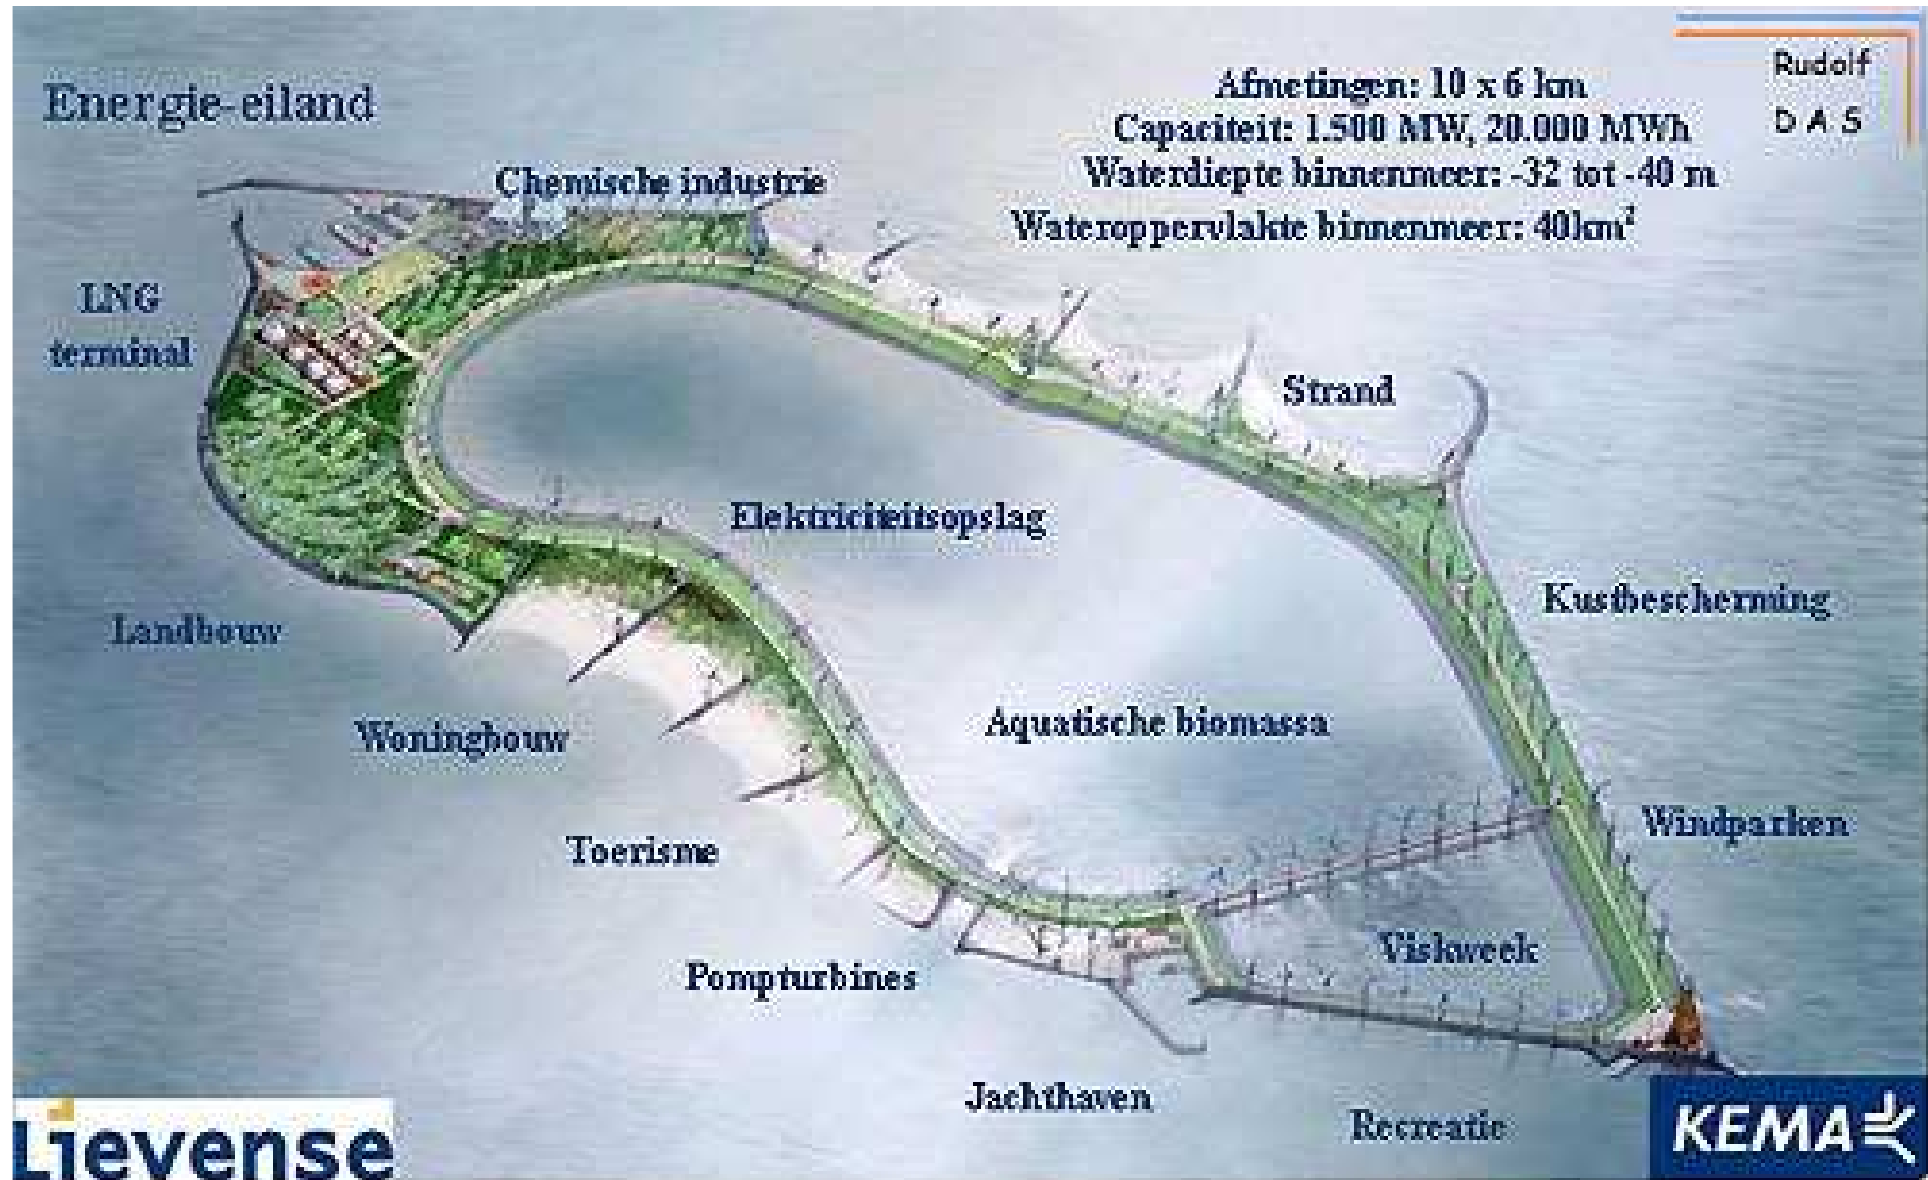 Energie-eiland
Afmetingen: 10 x 6 km
Capaciteit: 1.500 MW, 20.000 MWh
Waterdiepte binnenmeer: -32 tot -40 m
Wateroppervlakte binnenmeer: 40km²
Rudolf
DAS
Chemische industrie
LNG
terminal
Strand
Elektriciteitsopslag
Kustbescherming
Landbouw
Woningbouw
Aquatische biomassa
Windparken
Toerisme
Viskweek
Pompturbines
Jachthaven
Recreatie
Lievense
KEMA